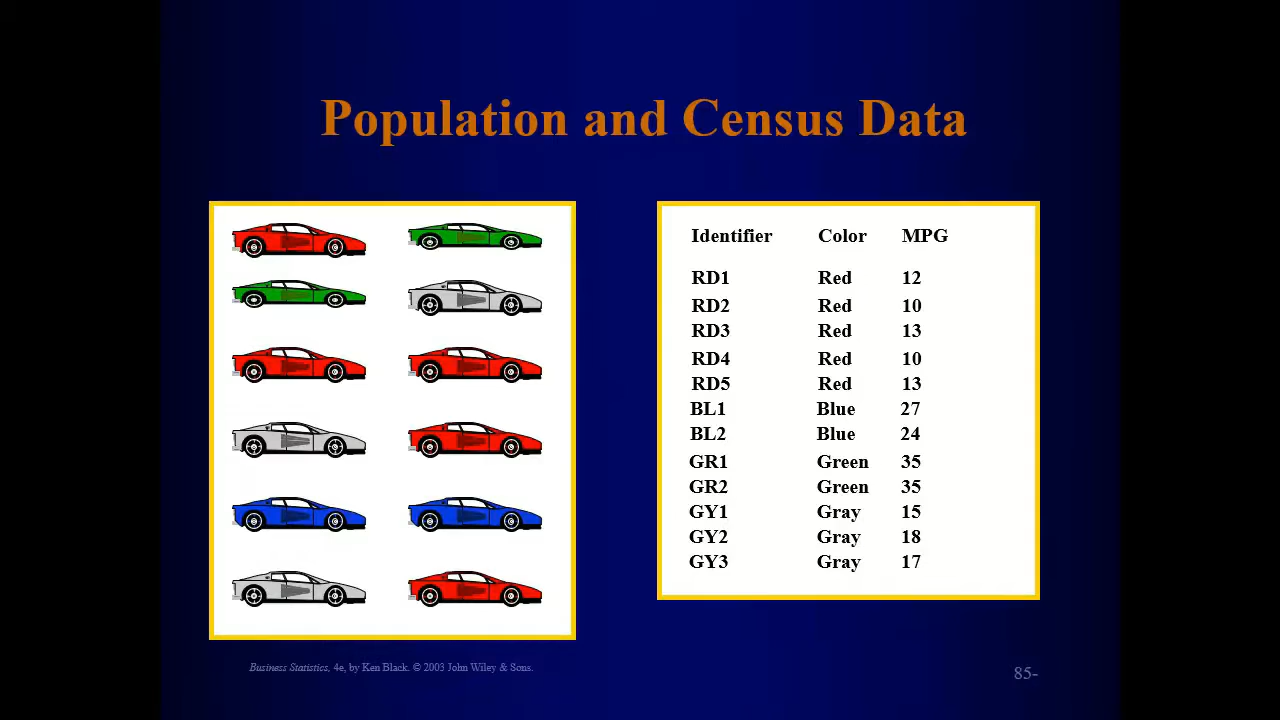 Population and Census Data
Identifier Color MPG
RD1 Red 12
RD2 Red 10
RD3 Red 13
RD4 Red 10
RD5 Red 13
BL1 Blue 27
BL2 Blue 24
GR1 Green 35
GR2 Green 35
GY1 Gray 15
GY2 Gray 18
GY3 Gray 17
Business Statistics, 4e, by Ken Black. © 2003 John Wiley & Sons.
85-